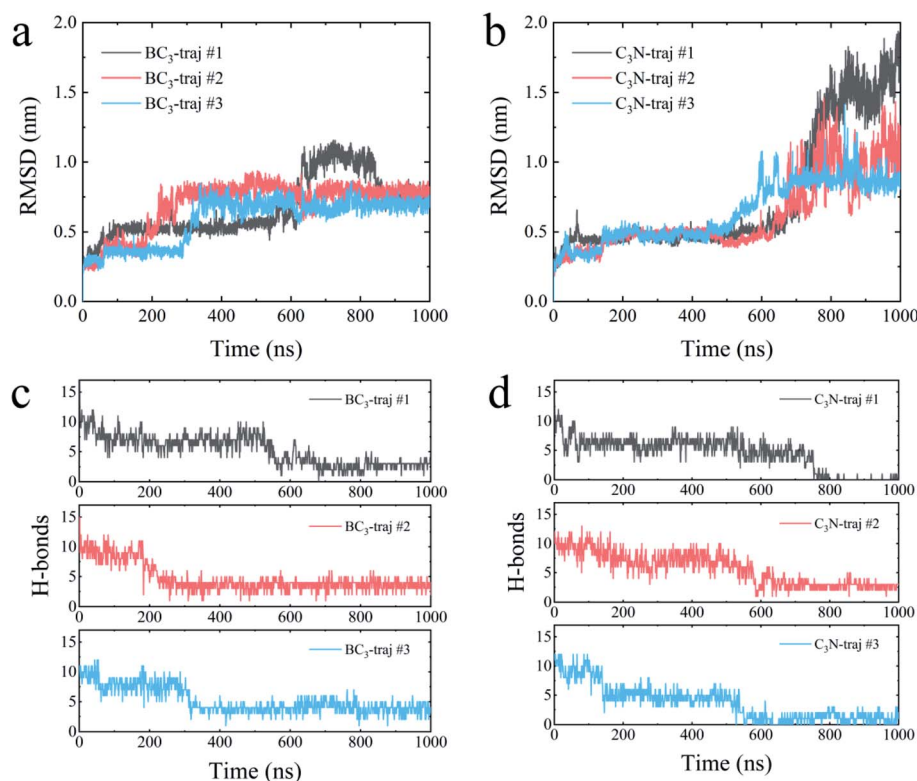 a
2.0
1.5
1.0
0.5
0.0
RMSD (nm)
BC₃-traj #1
BC₃-traj #2
BC₃-traj #3
0 200 400 600 800 1000
Time (ns)
b
2.0
1.5
1.0
0.5
0.0
RMSD (nm)
C₃N-traj #1
C₃N-traj #2
C₃N-traj #3
0 200 400 600 800 1000
Time (ns)
c
H-bonds
15
10
5
0
BC₃-traj #1
0 200 400 600 800 1000
15
10
5
0
BC₃-traj #2
0 200 400 600 800 1000
15
10
5
0
BC₃-traj #3
0 200 400 600 800 1000
Time (ns)
d
H-bonds
15
10
5
0
C₃N-traj #1
0 200 400 600 800 1000
15
10
5
0
C₃N-traj #2
0 200 400 600 800 1000
15
10
5
0
C₃N-traj #3
0 200 400 600 800 1000
Time (ns)